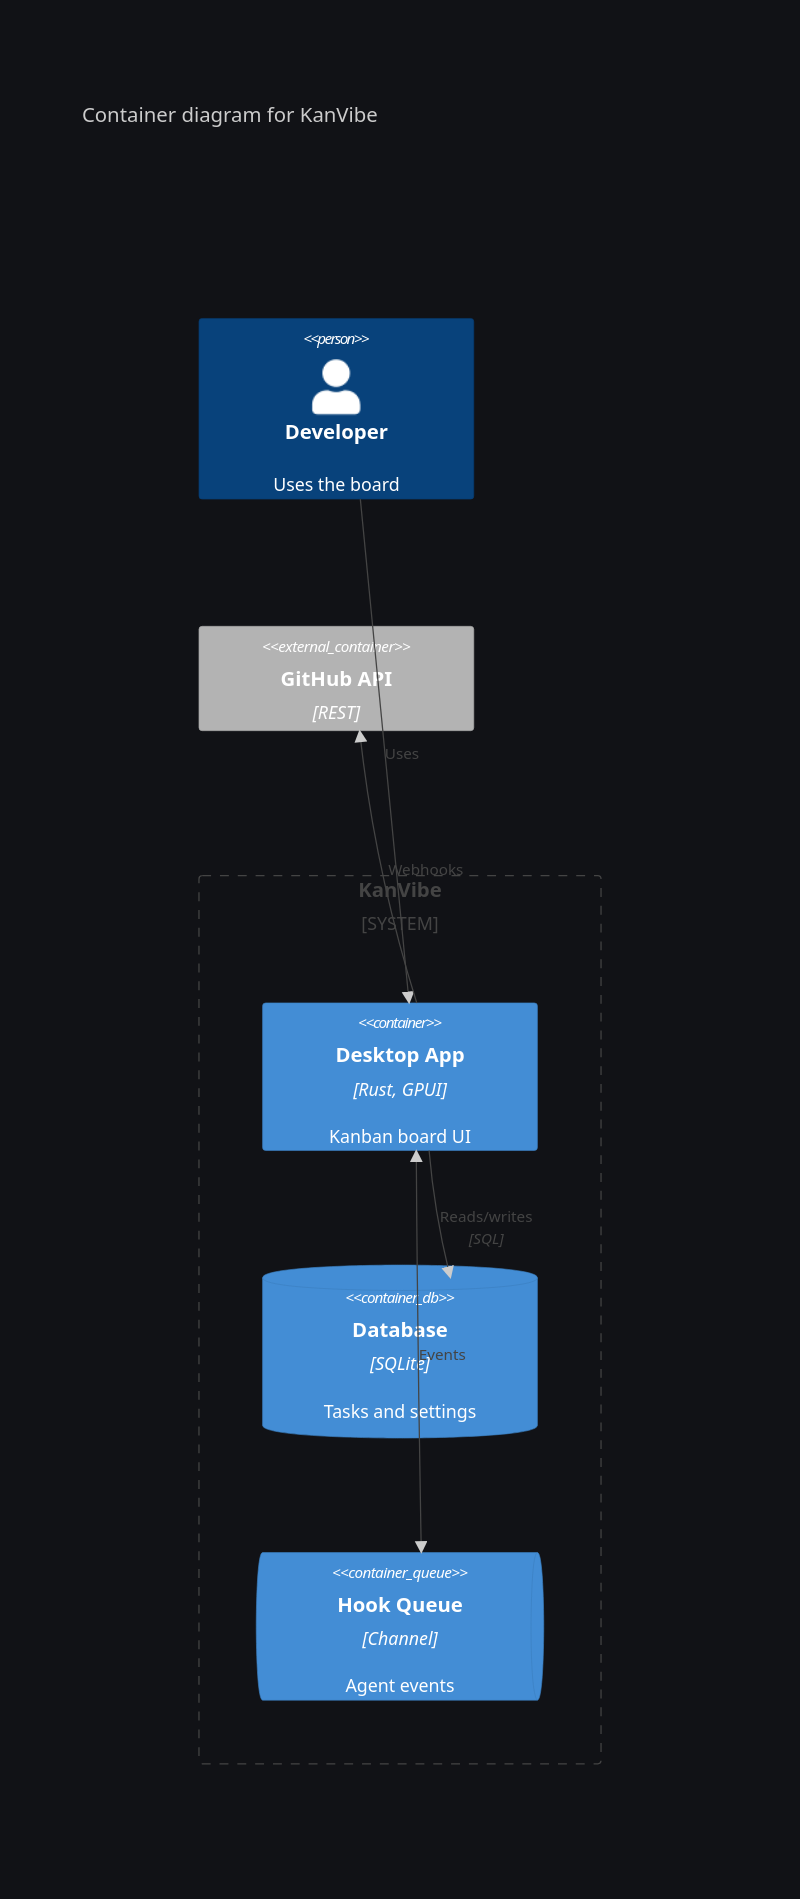 Container diagram for KanVibe
<<person>>
Developer
Uses the board
<<external_container>>
GitHub API
[REST]
Uses
Webhooks
KanVibe
[SYSTEM]
<<container>>
Desktop App
[Rust, GPUI]
Kanban board UI
Reads/writes
[SQL]
<<container_db>>
Database
Events
[SQLite]
Tasks and settings
<<container_queue>>
Hook Queue
[Channel]
Agent events